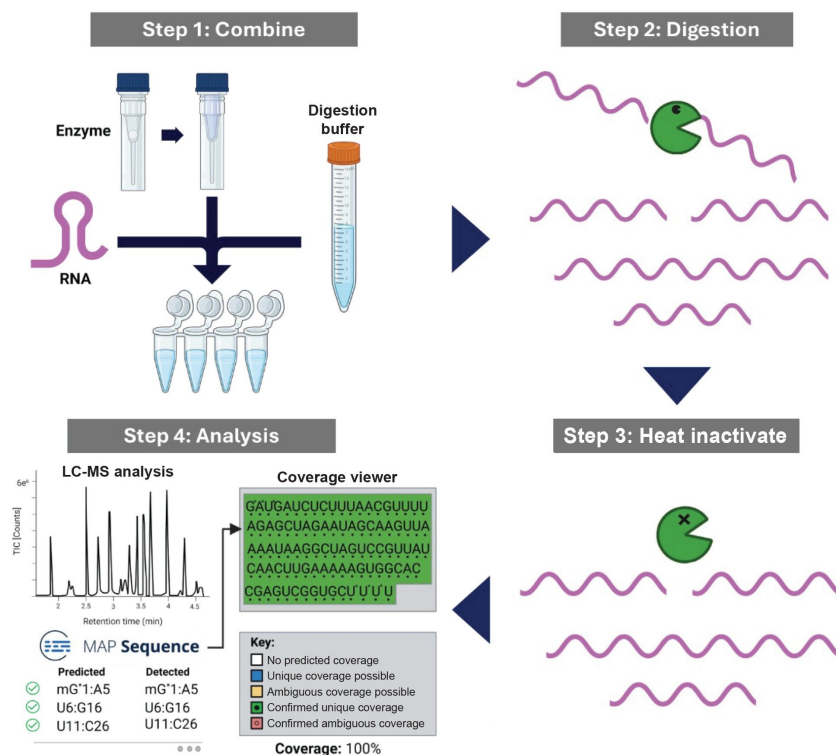 Step 1: Combine
Enzyme
Digestion
buffer
RNA
Step 2: Digestion
Step 3: Heat inactivate
Step 4: Analysis
LC-MS analysis
6e⁶
TIC [Counts]
2 2.5 3 3.5 4 4.5
Retention time (min)
MAP Sequence
Predicted Detected
mG*1:A5 mG*1:A5
U6:G16 U6:G16
U11:C26 U11:C26
Coverage viewer
G*A*U*GAUCUCUUUAACGUUUU
AGAGCUAGAAUAGCAAGUUA
AAAUAAGGCUAGUCCGUUAU
CAACUUGAAAAAGUGGCAC
CGAGUCGGUGCU*U*U*U
Key:
No predicted coverage
Unique coverage possible
Ambiguous coverage possible
Confirmed unique coverage
Confirmed ambiguous coverage
Coverage: 100%